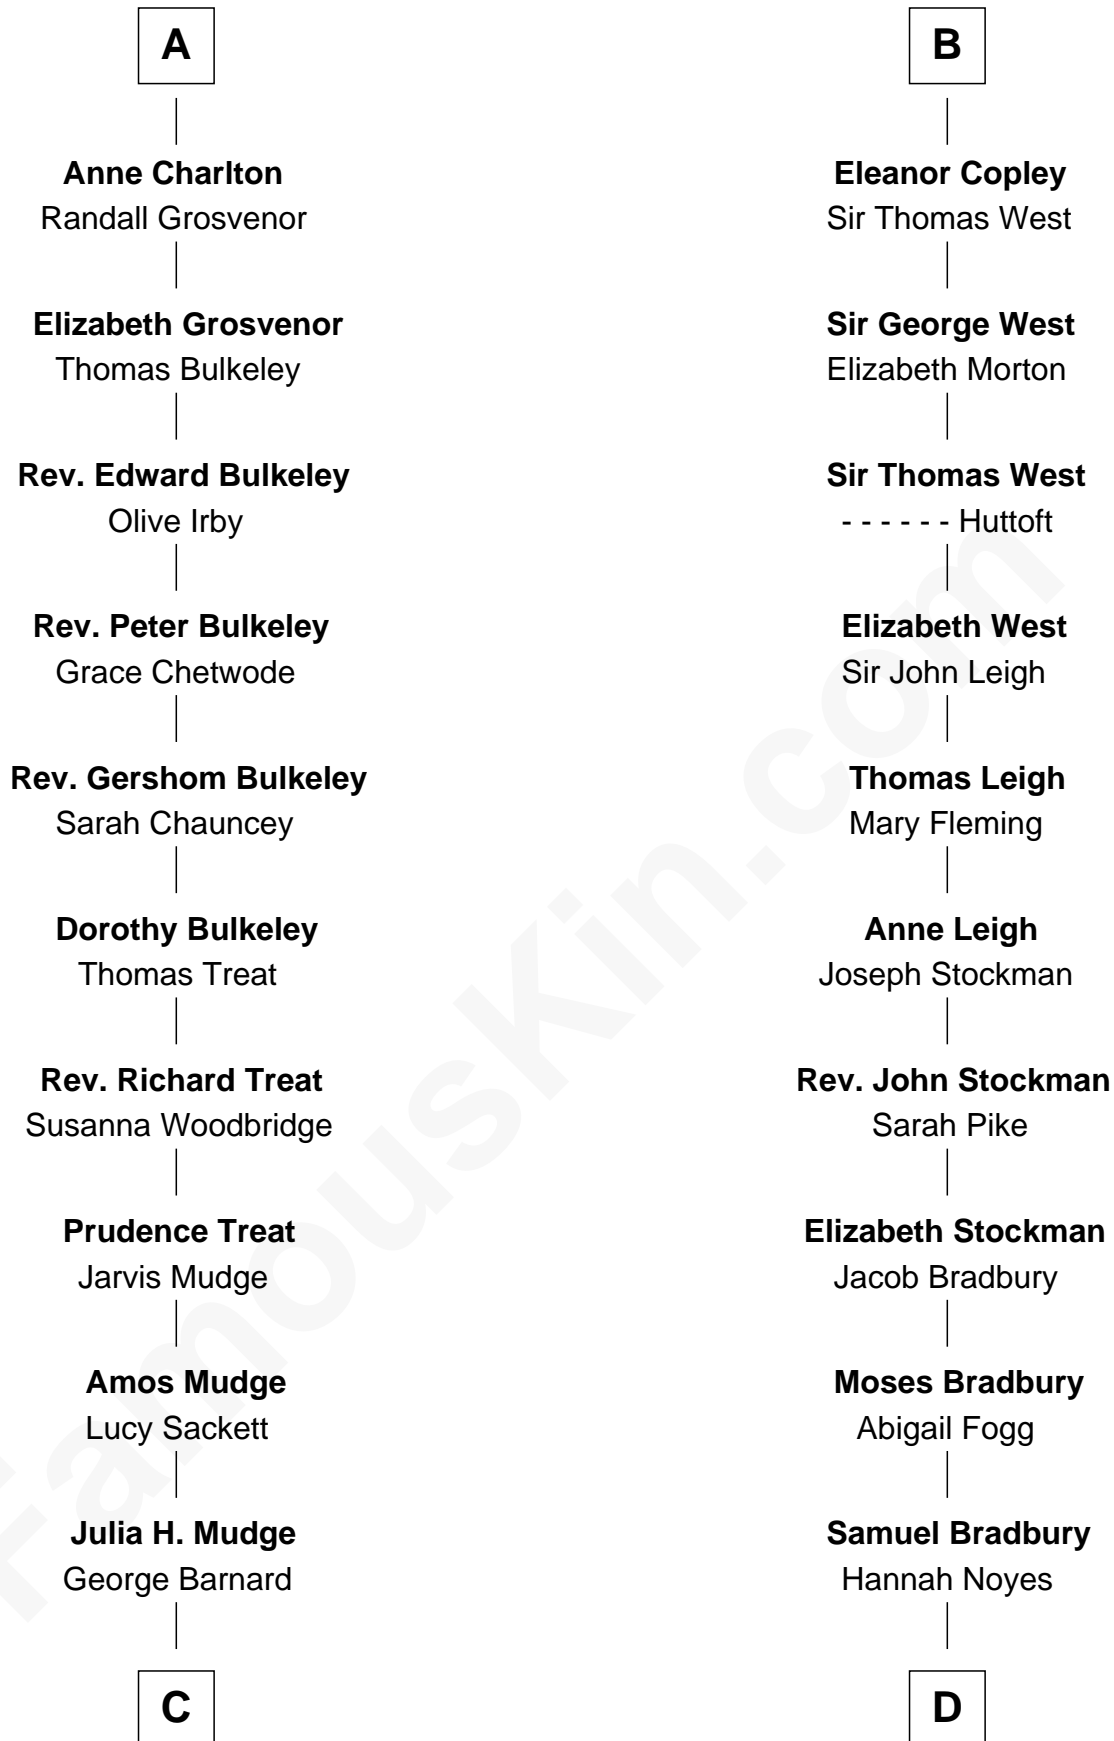 A
Anne Charlton
Randall Grosvenor
Elizabeth Grosvenor
Thomas Bulkeley
Rev. Edward Bulkeley
Olive Irby
Rev. Peter Bulkeley
Grace Chetwode
Rev. Gershom Bulkeley
Sarah Chauncey
Dorothy Bulkeley
Thomas Treat
Rev. Richard Treat
Susanna Woodbridge
Prudence Treat
Jarvis Mudge
Amos Mudge
Lucy Sackett
Julia H. Mudge
George Barnard
C
B
Eleanor Copley
Sir Thomas West
Sir George West
Elizabeth Morton
Sir Thomas West
- - - - - - Huttoft
Elizabeth West
Sir John Leigh
Thomas Leigh
Mary Fleming
Anne Leigh
Joseph Stockman
Rev. John Stockman
Sarah Pike
Elizabeth Stockman
Jacob Bradbury
Moses Bradbury
Abigail Fogg
Samuel Bradbury
Hannah Noyes
D
FamousKin.com